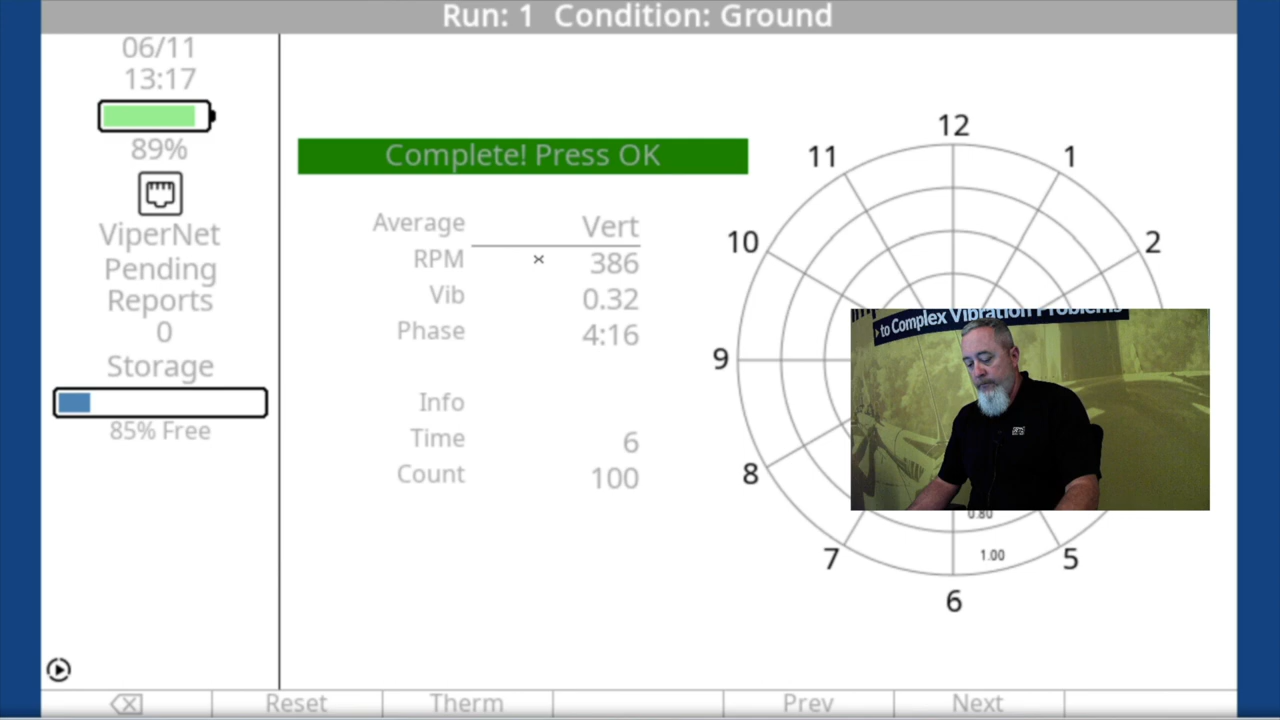 Run: 1 Condition: Ground
06/11
13:17
89%
ViperNet
Pending
Reports
0
Storage
85% Free
Complete! Press OK
Average Vert
RPM 386
Vib 0.32
Phase 4:16
Info
Time 6
Count 100
12
11
1
10
2
9
8
7
5
6
to Complex Vibration Problems
0.80
1.00
Reset Therm Prev Next